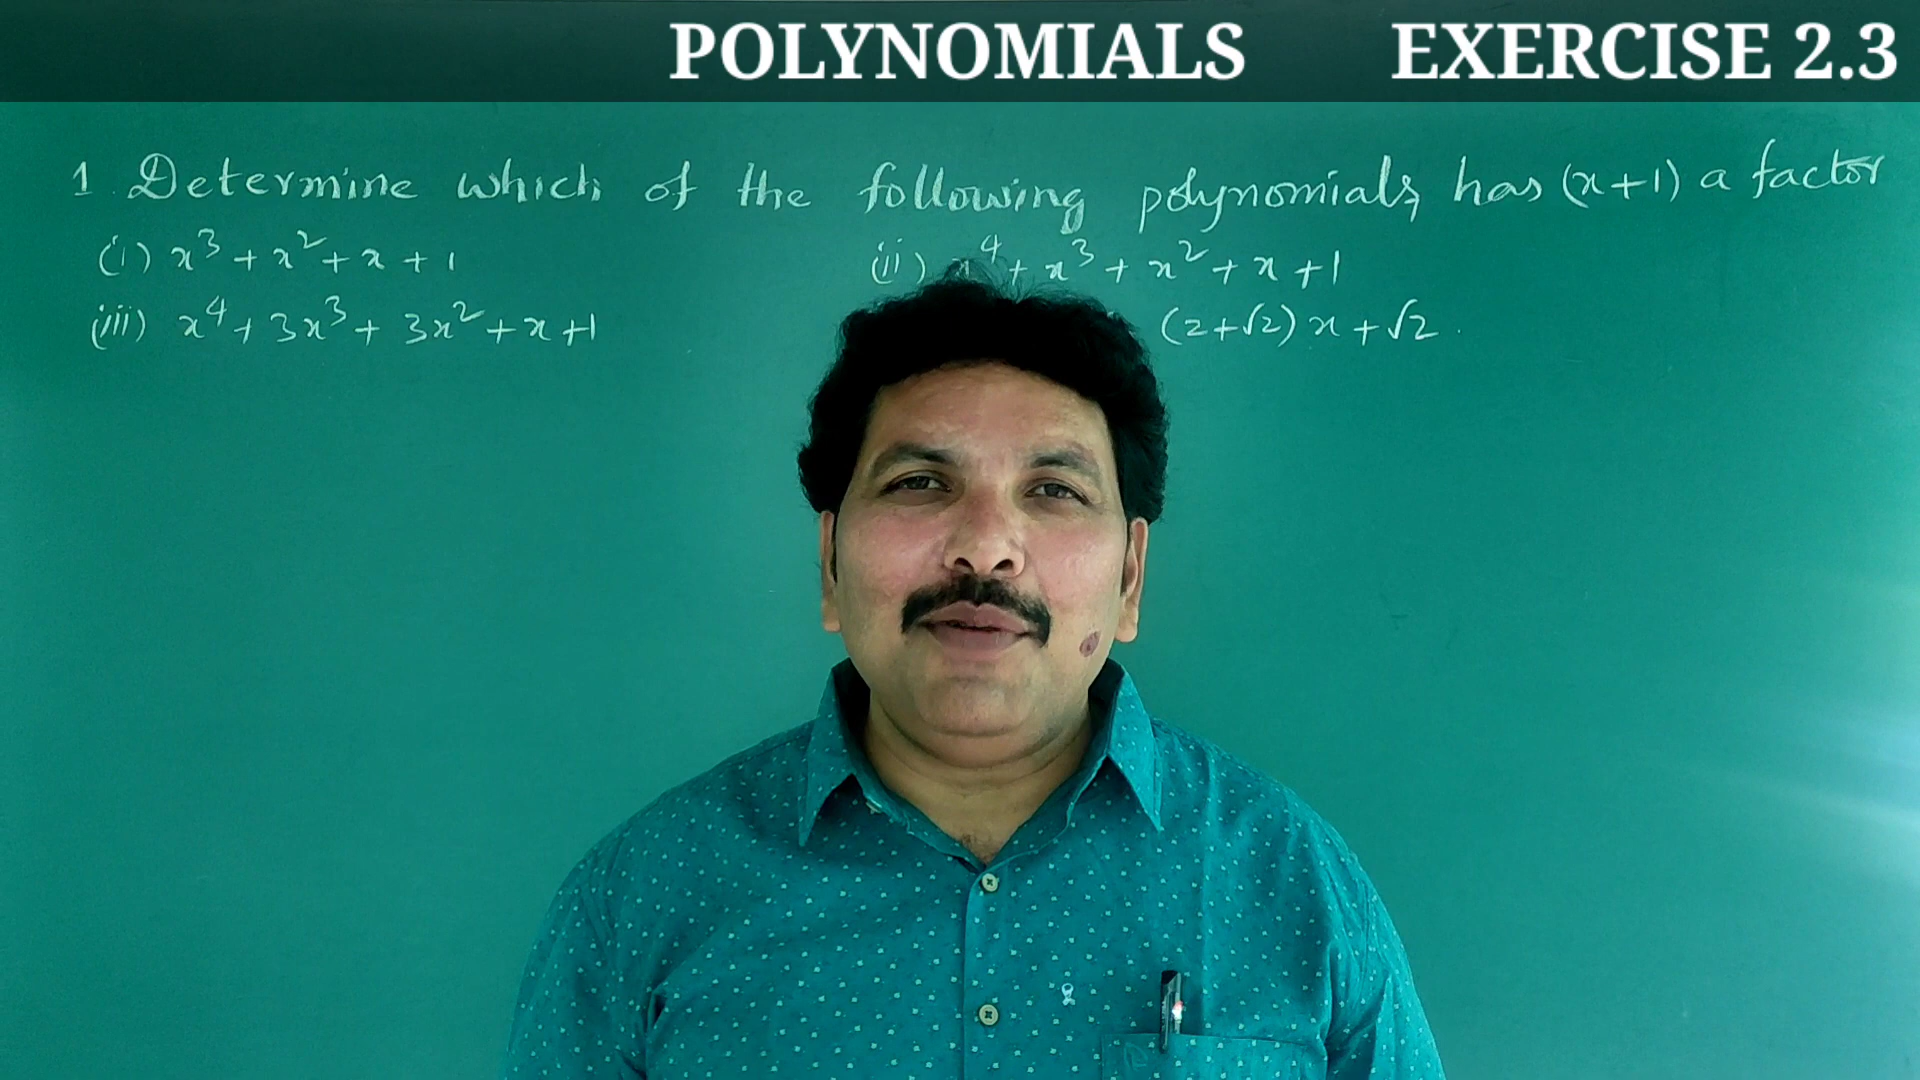 POLYNOMIALS EXERCISE 2.3
1. Determine which of the following polynomials has (x+1) a factor
(i) x³ + x² + x + 1 (ii) x⁴ + x³ + x² + x + 1
(iii) x⁴ + 3x³ + 3x² + x + 1 (2+√2) x + √2.